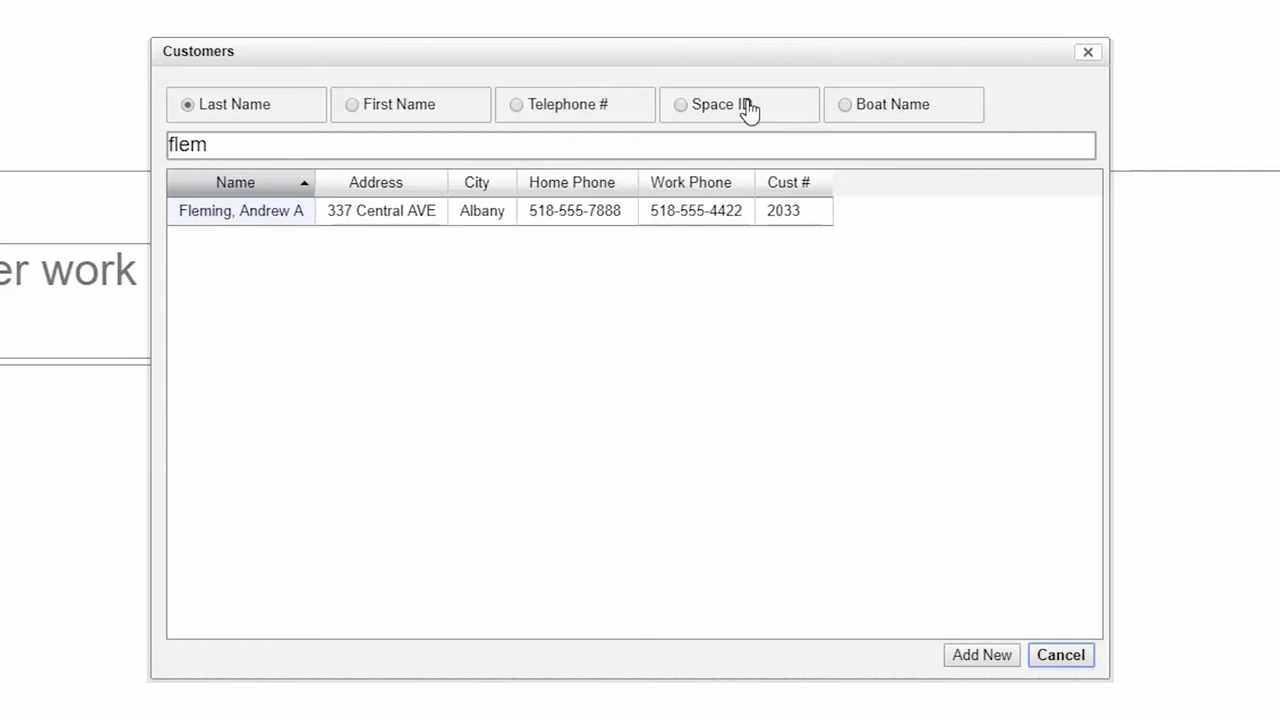 Customers
Last Name First Name Telephone # Space ID Boat Name
flem
Name Address City Home Phone Work Phone Cust #
Fleming, Andrew A 337 Central AVE Albany 518-555-7888 518-555-4422 2033
er work
Add New Cancel